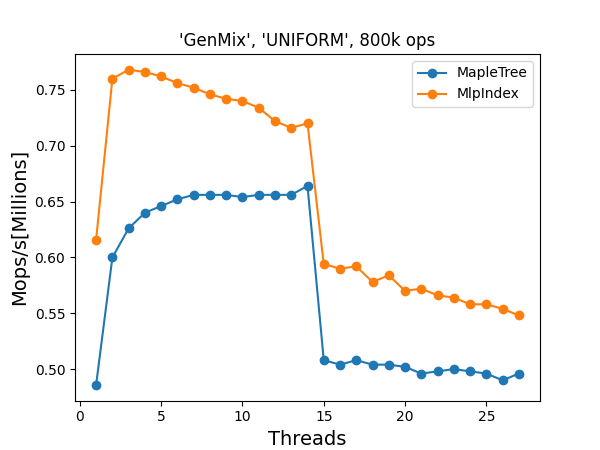 'GenMix', 'UNIFORM', 800k ops
MapleTree
MlpIndex
Mops/s[Millions]
0.75
0.70
0.65
0.60
0.55
0.50
0 5 10 15 20 25
Threads